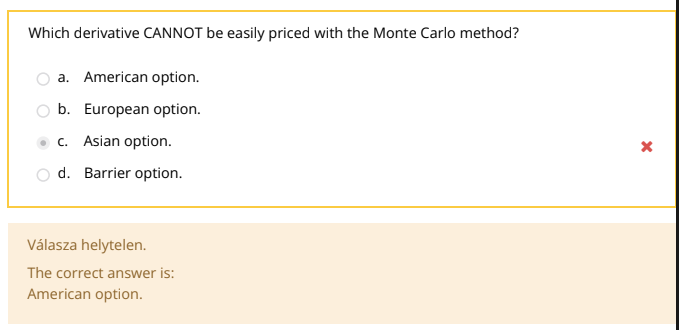 Which derivative CANNOT be easily priced with the Monte Carlo method?
a. American option.
b. European option.
c. Asian option.
d. Barrier option.
Válasza helytelen.
The correct answer is:
American option.